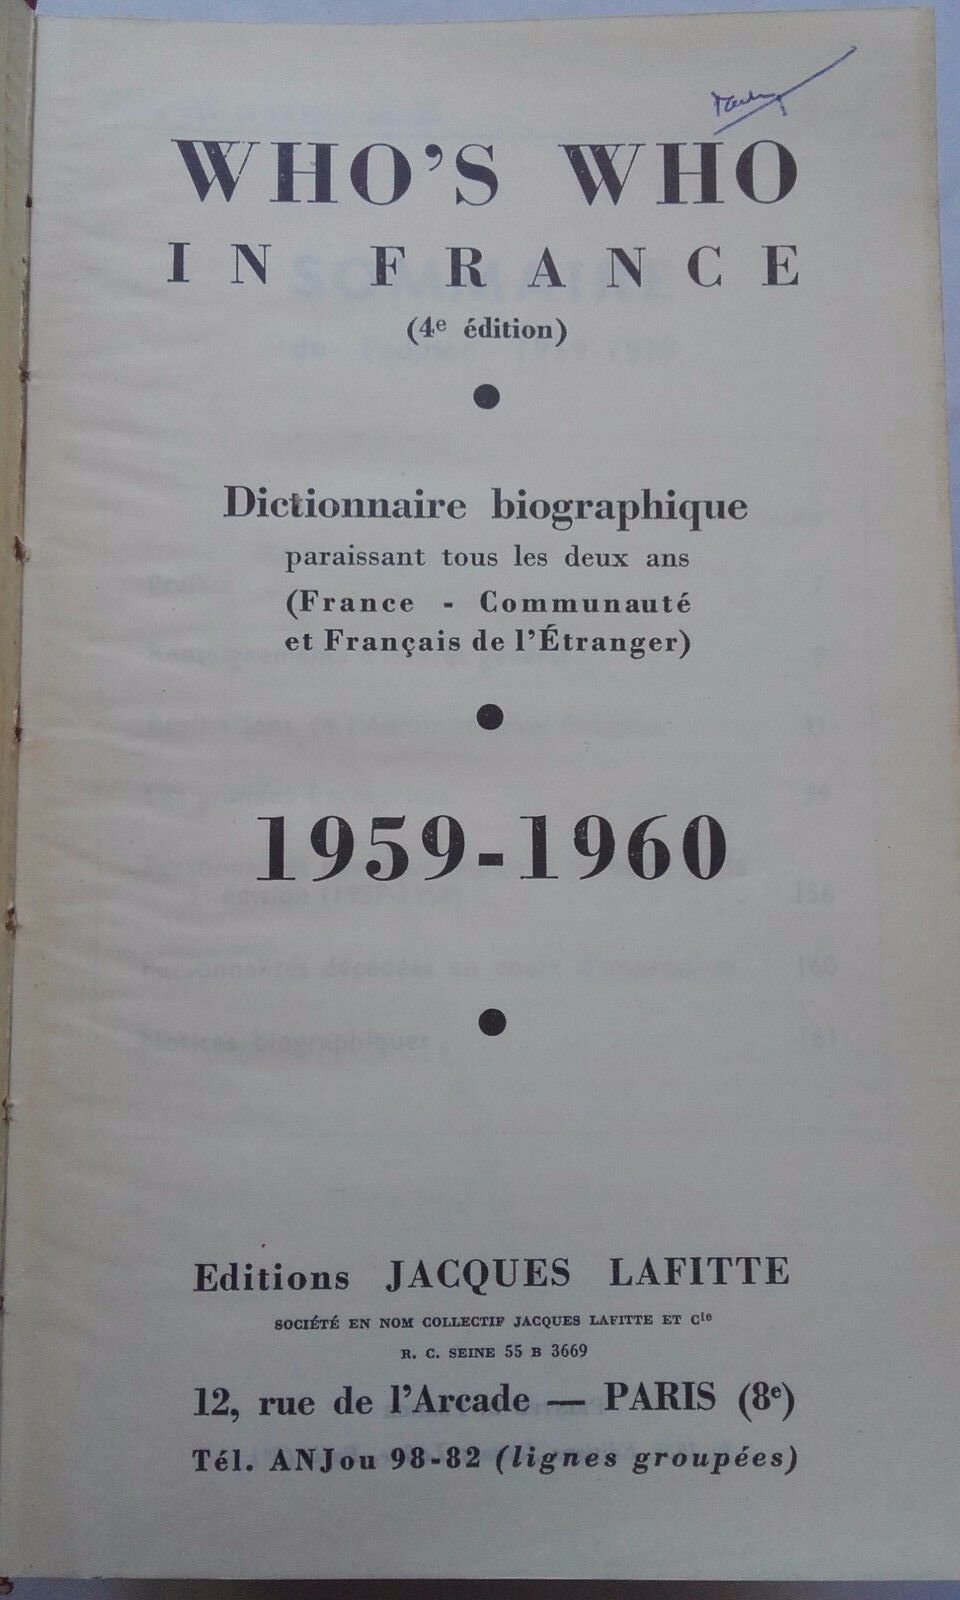 WHO'S WHO
IN FRANCE
(4e édition)
Dictionnaire biographique
paraissant tous les deux ans
(France - Communauté
et Français de l'Étranger)
1959-1960
Editions JACQUES LAFITTE
SOCIÉTÉ EN NOM COLLECTIF JACQUES LAFITTE ET Cie
R. C. SEINE 55 B 3669
12, rue de l'Arcade — PARIS (8e)
Tél. ANJou 98-82 (lignes groupées)